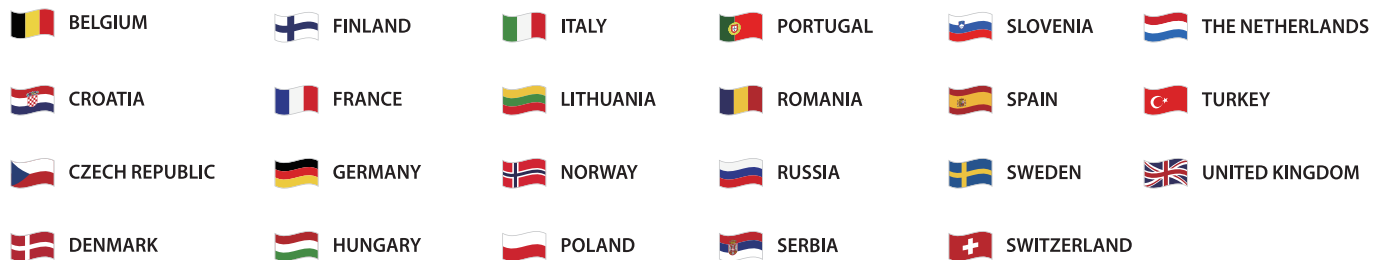 BELGIUM
CROATIA
CZECH REPUBLIC
DENMARK
FINLAND
FRANCE
GERMANY
HUNGARY
ITALY
LITHUANIA
NORWAY
POLAND
PORTUGAL
ROMANIA
RUSSIA
SERBIA
SLOVENIA
SPAIN
SWEDEN
SWITZERLAND
THE NETHERLANDS
TURKEY
UNITED KINGDOM